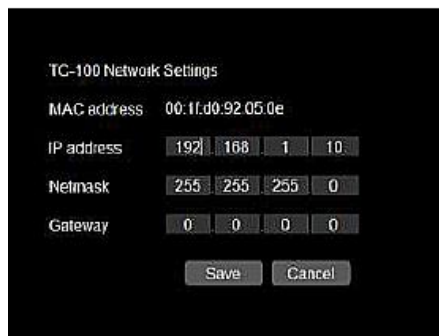 TC-100 Network Settings
MAC address 00:1f:d0:92:05:0e
IP address 192 168 1 10
Netmask 255 255 255 0
Gateway 0 0 0 0
Save Cancel